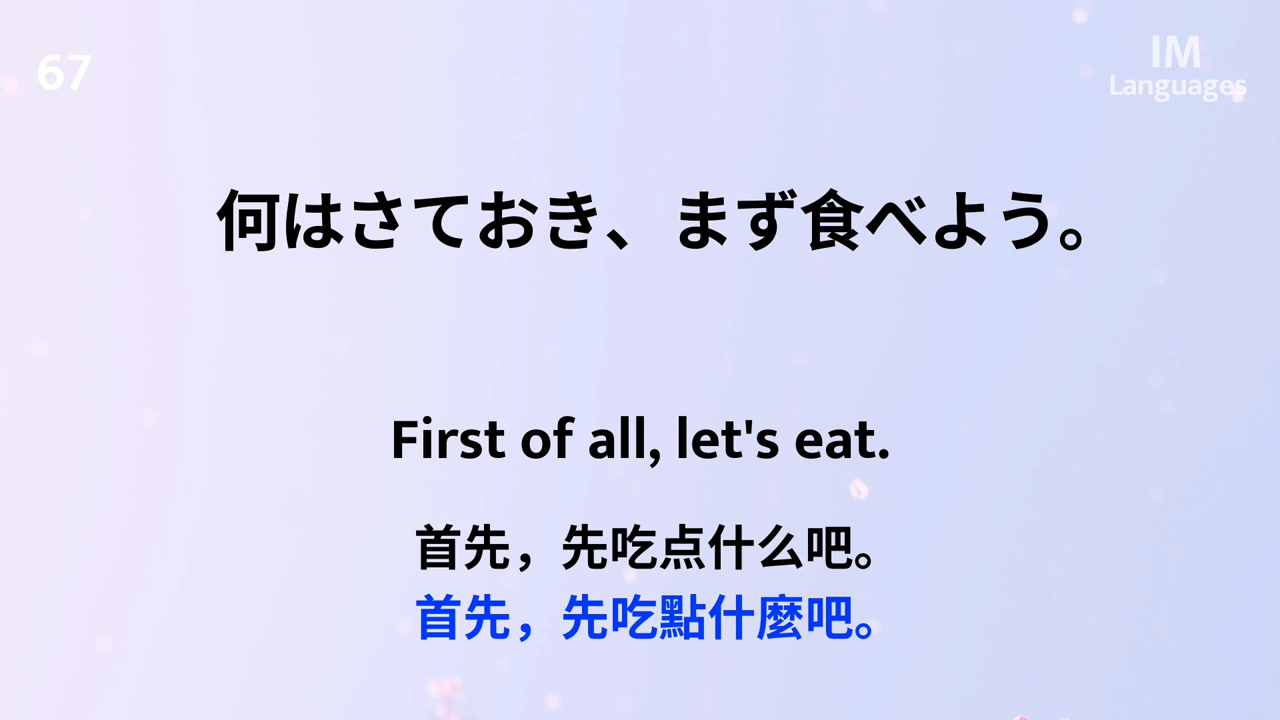 67
IM
Languages
何はさておき、まず食べよう。
First of all, let's eat.
首先，先吃点什么吧。
首先，先吃點什麼吧。